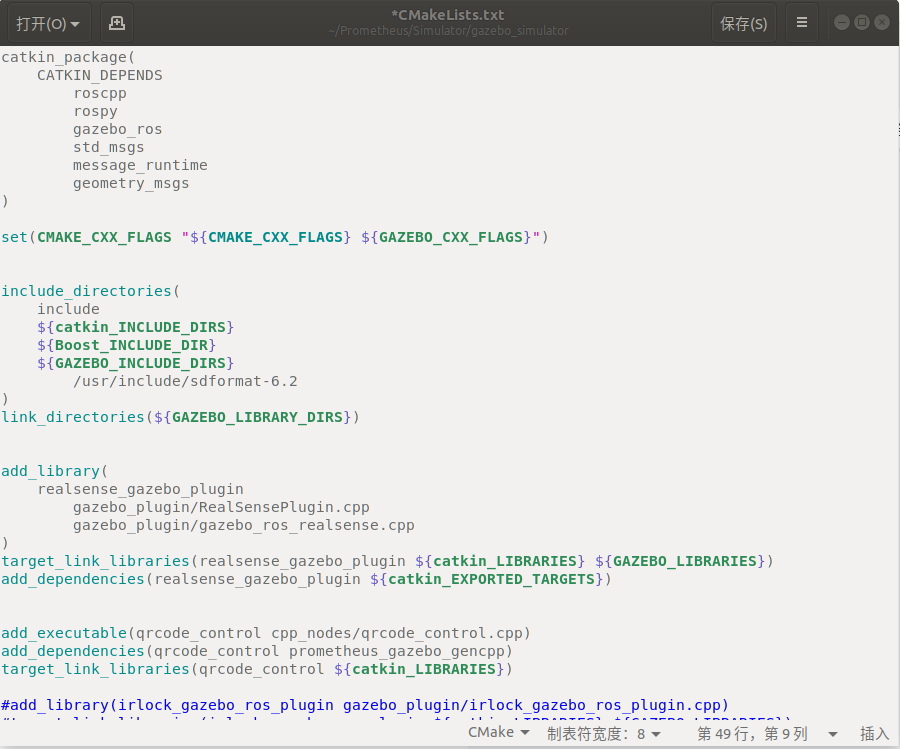 打开(O)
*CMakeLists.txt
~/Prometheus/Simulator/gazebo_simulator
保存(S)
catkin_package(
    CATKIN_DEPENDS
        roscpp
        rospy
        gazebo_ros
        std_msgs
        message_runtime
        geometry_msgs
)
set(CMAKE_CXX_FLAGS "${CMAKE_CXX_FLAGS} ${GAZEBO_CXX_FLAGS}")
include_directories(
    include
    ${catkin_INCLUDE_DIRS}
    ${Boost_INCLUDE_DIR}
    ${GAZEBO_INCLUDE_DIRS}
        /usr/include/sdformat-6.2
)
link_directories(${GAZEBO_LIBRARY_DIRS})
add_library(
    realsense_gazebo_plugin
        gazebo_plugin/RealSensePlugin.cpp
        gazebo_plugin/gazebo_ros_realsense.cpp
)
target_link_libraries(realsense_gazebo_plugin ${catkin_LIBRARIES} ${GAZEBO_LIBRARIES})
add_dependencies(realsense_gazebo_plugin ${catkin_EXPORTED_TARGETS})
add_executable(qrcode_control cpp_nodes/qrcode_control.cpp)
add_dependencies(qrcode_control prometheus_gazebo_gencpp)
target_link_libraries(qrcode_control ${catkin_LIBRARIES})
#add_library(irlock_gazebo_ros_plugin gazebo_plugin/irlock_gazebo_ros_plugin.cpp)
CMake 制表符宽度：8 第 49 行，第 9 列 插入